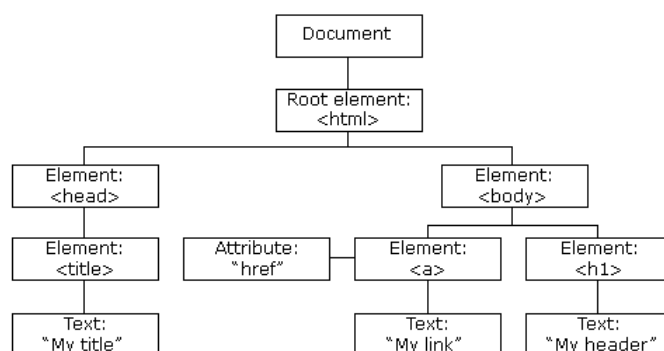 Document
Root element:
<html>
Element:
<head>
Element:
<body>
Element:
<title>
Attribute:
“href”
Element:
<a>
Element:
<h1>
Text:
“My title”
Text:
“My link”
Text:
“My header”